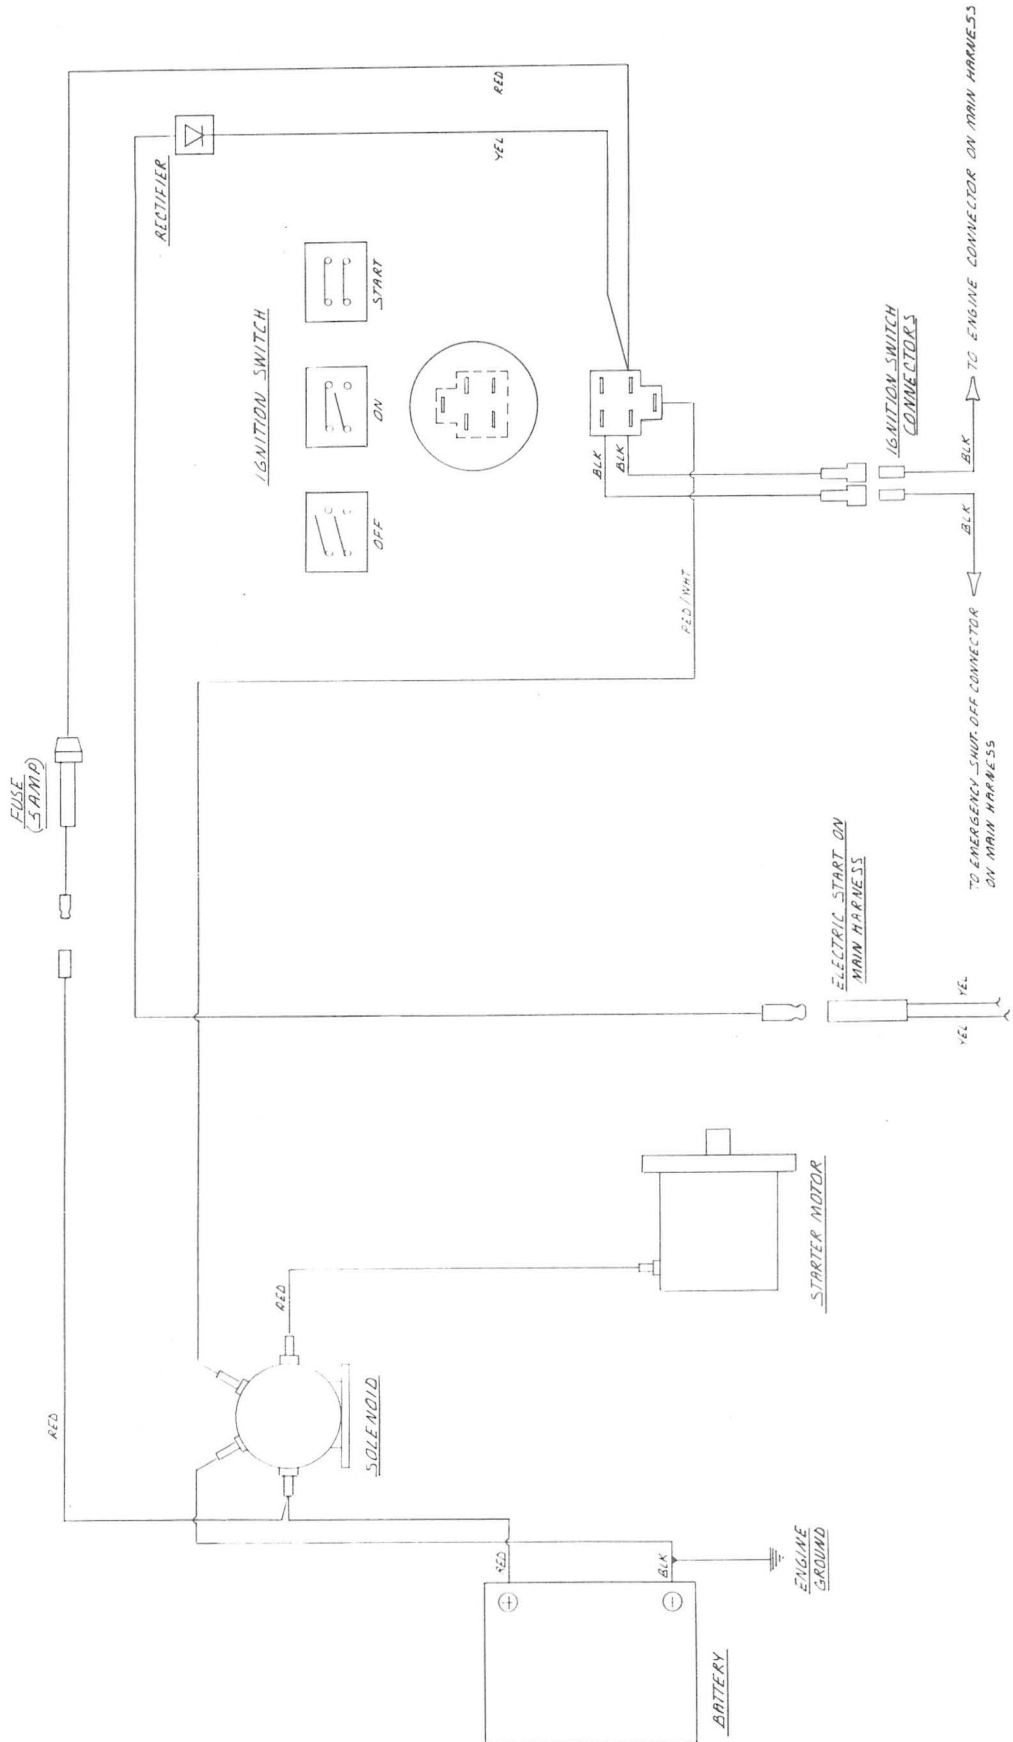 FUSE
(5 AMP)
RED
RED
YEL
RECTIFIER
IGNITION SWITCH
OFF
ON
START
BLK
BLK
RED/WHT
IGNITION SWITCH
CONNECTORS
BLK
BLK
TO ENGINE CONNECTOR ON MAIN HARNESS
TO EMERGENCY SHUT-OFF CONNECTOR
ON MAIN HARNESS
ELECTRIC START ON
MAIN HARNESS
YEL
YEL
RED
STARTER MOTOR
SOLENOID
RED
BLK
+
-
ENGINE
GROUND
BATTERY